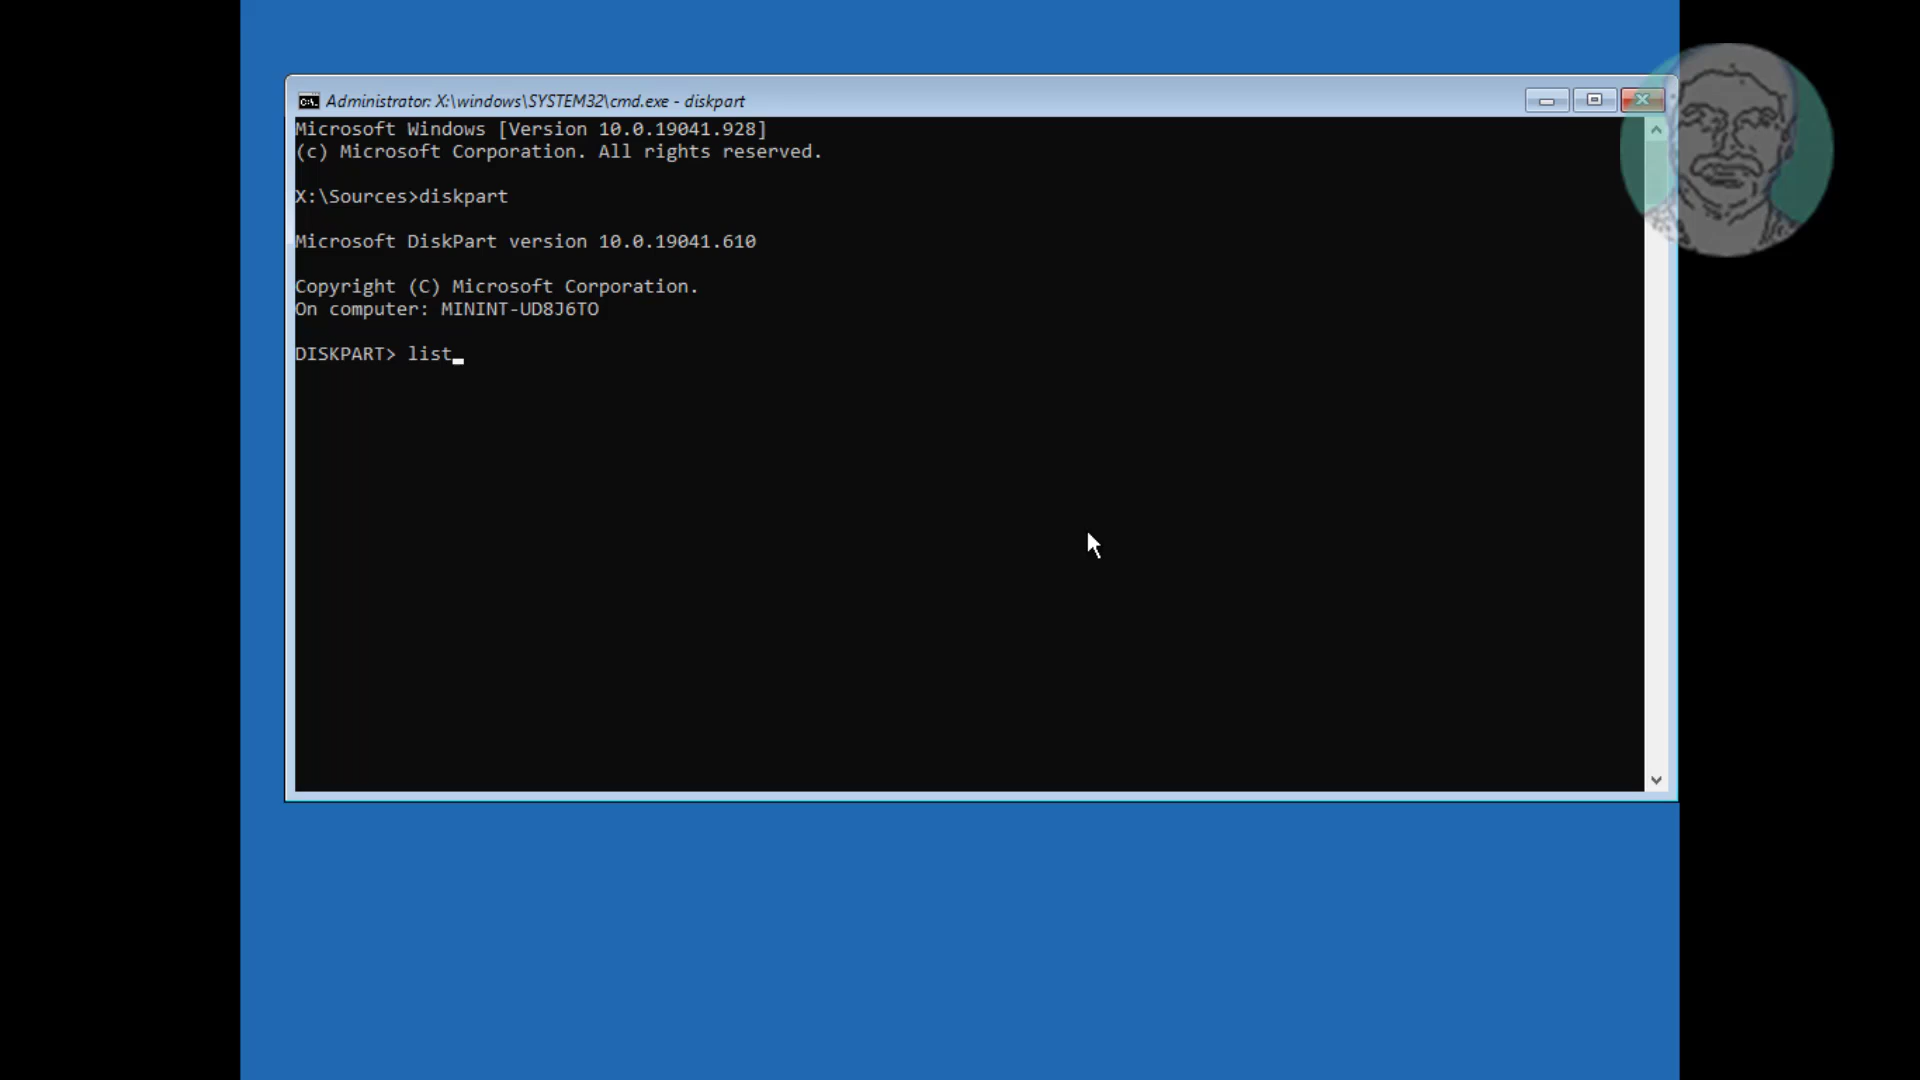 Administrator: X:\windows\SYSTEM32\cmd.exe - diskpart
Microsoft Windows [Version 10.0.19041.928]
(c) Microsoft Corporation. All rights reserved.
X:\Sources>diskpart
Microsoft DiskPart version 10.0.19041.610
Copyright (C) Microsoft Corporation.
On computer: MININT-UD8J6TO
DISKPART> list